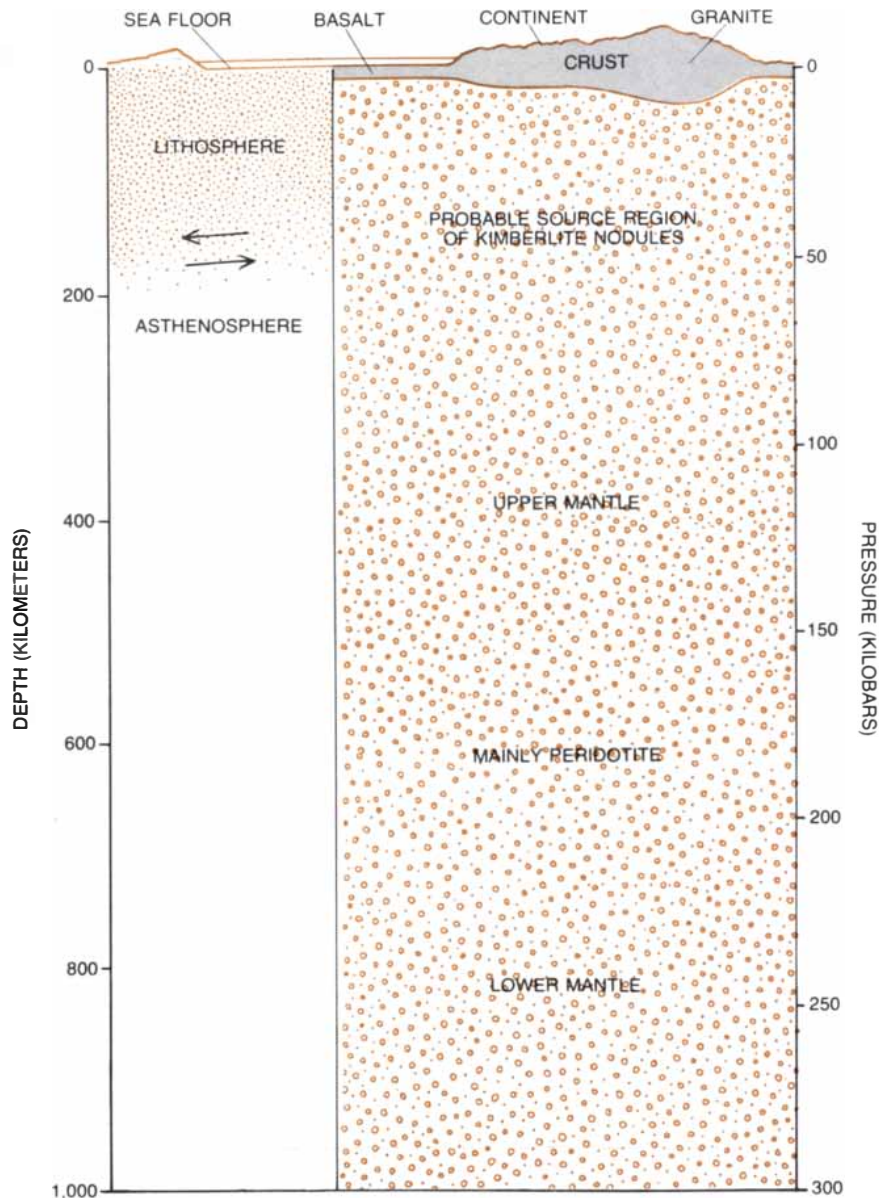 SEA FLOOR
BASALT
CONTINENT
GRANITE
CRUST
0
0
LITHOSPHERE
PROBABLE SOURCE REGION
OF KIMBERLITE NODULES
50
200
ASTHENOSPHERE
100
UPPER MANTLE
400
DEPTH (KILOMETERS)
PRESSURE (KILOBARS)
150
600
MAINLY PERIDOTITE
200
800
LOWER MANTLE
250
1,000
300